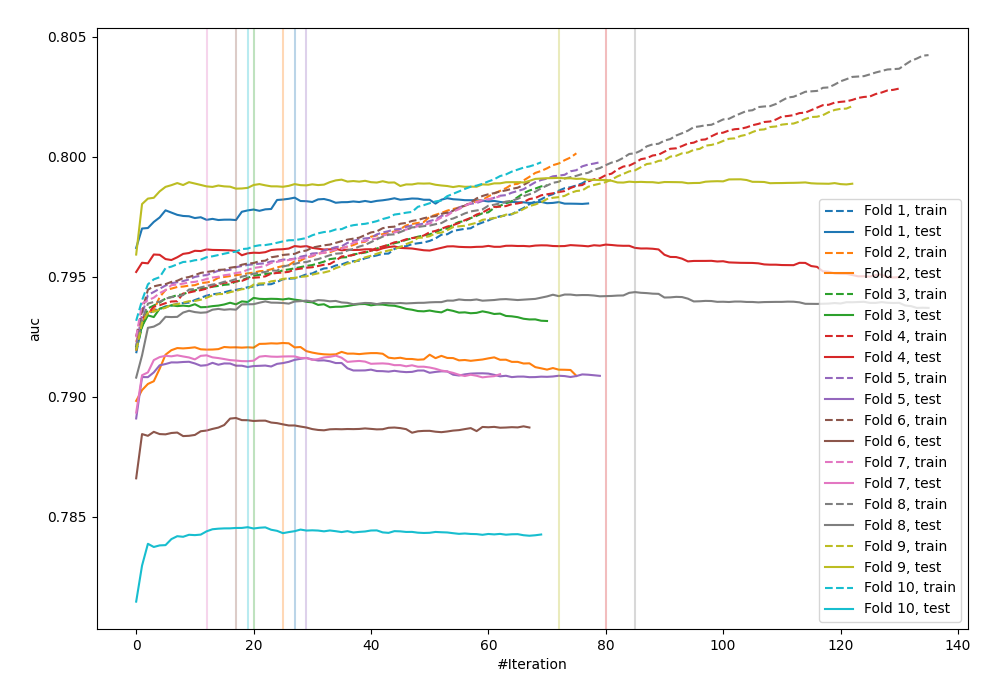 0.805
0.800
0.795
0.790
0.785
auc
0 20 40 60 80 100 120 140
#Iteration
Fold 1, train
Fold 1, test
Fold 2, train
Fold 2, test
Fold 3, train
Fold 3, test
Fold 4, train
Fold 4, test
Fold 5, train
Fold 5, test
Fold 6, train
Fold 6, test
Fold 7, train
Fold 7, test
Fold 8, train
Fold 8, test
Fold 9, train
Fold 9, test
Fold 10, train
Fold 10, test